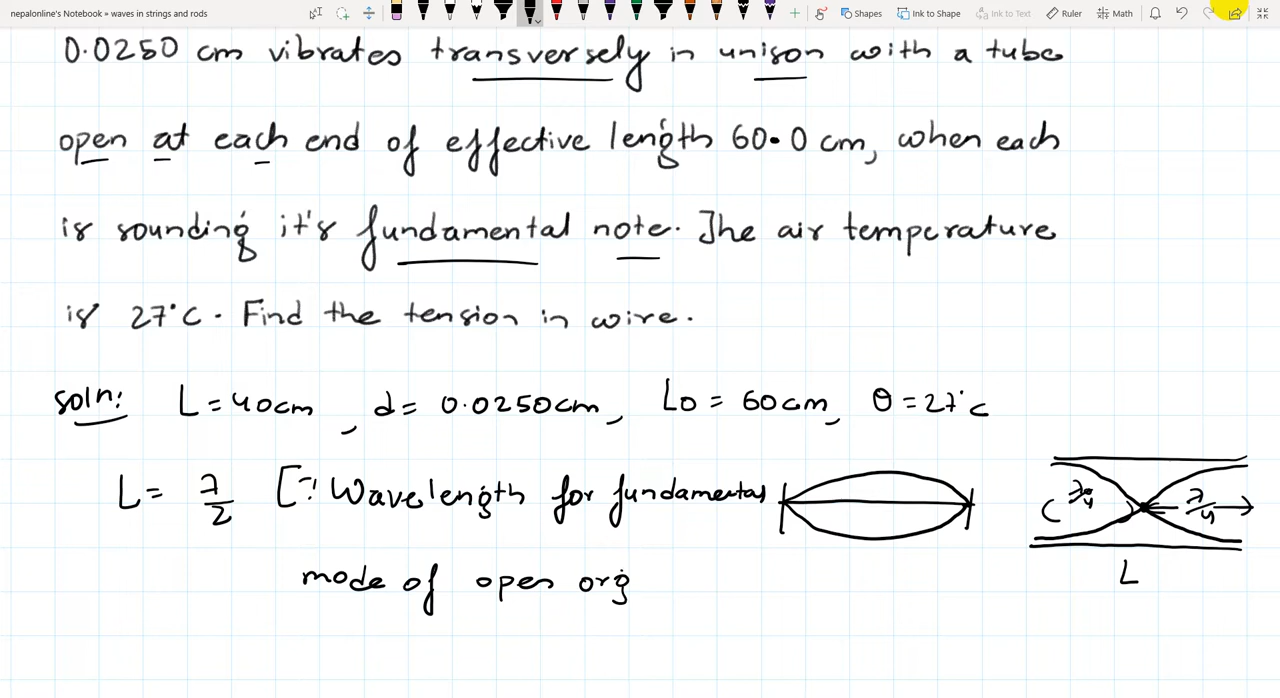 nepalonline's Notebook » waves in strings and rods
Shapes Ink to Shape Ink to Text Ruler Math
0.0250 cm vibrates transversely in unison with a tube
open at each end of effective length 60.0 cm, when each
is sounding it's fundamental note. The air temperature
is 27°C. Find the tension in wire.
soln: L = 40cm, d = 0.0250cm, Lo = 60cm, θ = 27°C
L = λ/2 [∵ Wavelength for fundamental
λ/4 λ/4
mode of open org
L